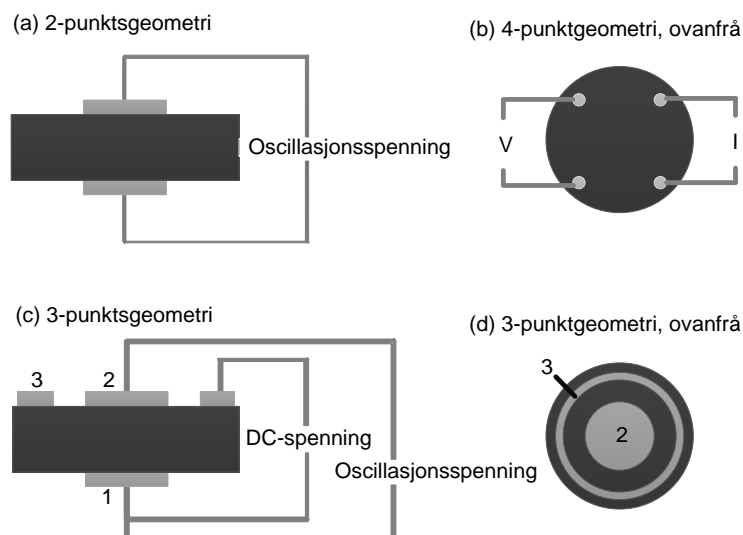 (a) 2-punktsgeometri
Oscillasjonsspenning
(b) 4-punktgeometri, ovanfrå
V
I
(c) 3-punktsgeometri
3
2
DC-spenning
Oscillasjonsspenning
1
(d) 3-punktgeometri, ovanfrå
3
2